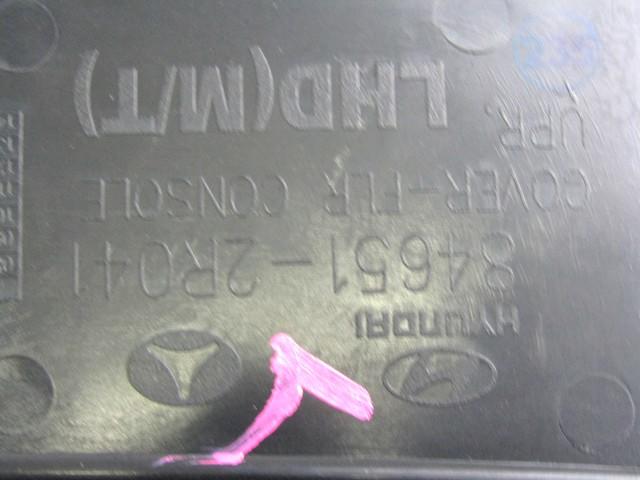 HYUNDAI
84651-2R041
COVER-FLR CONSOLE
UPR, LHD(M/T)